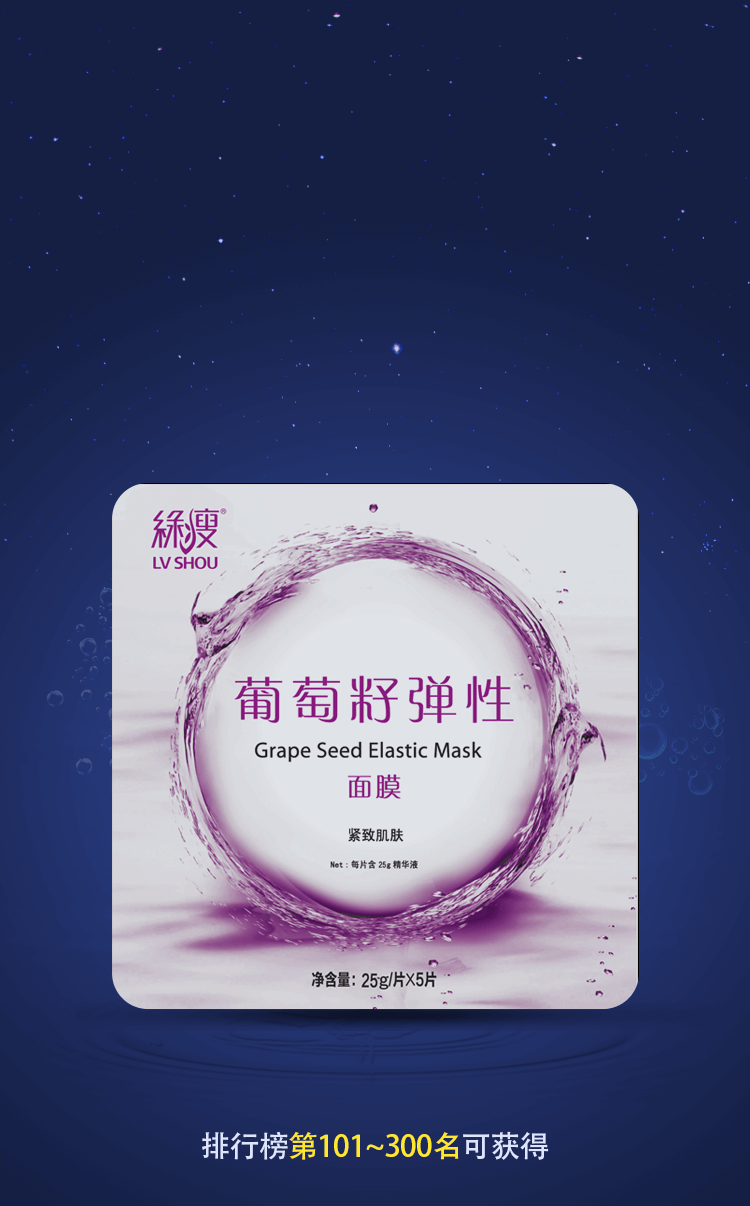 綠瘦®
LV SHOU
葡萄籽弹性
Grape Seed Elastic Mask
面膜
紧致肌肤
Net：每片含 25g 精华液
净含量：25g/片X5片
排行榜第101~300名可获得